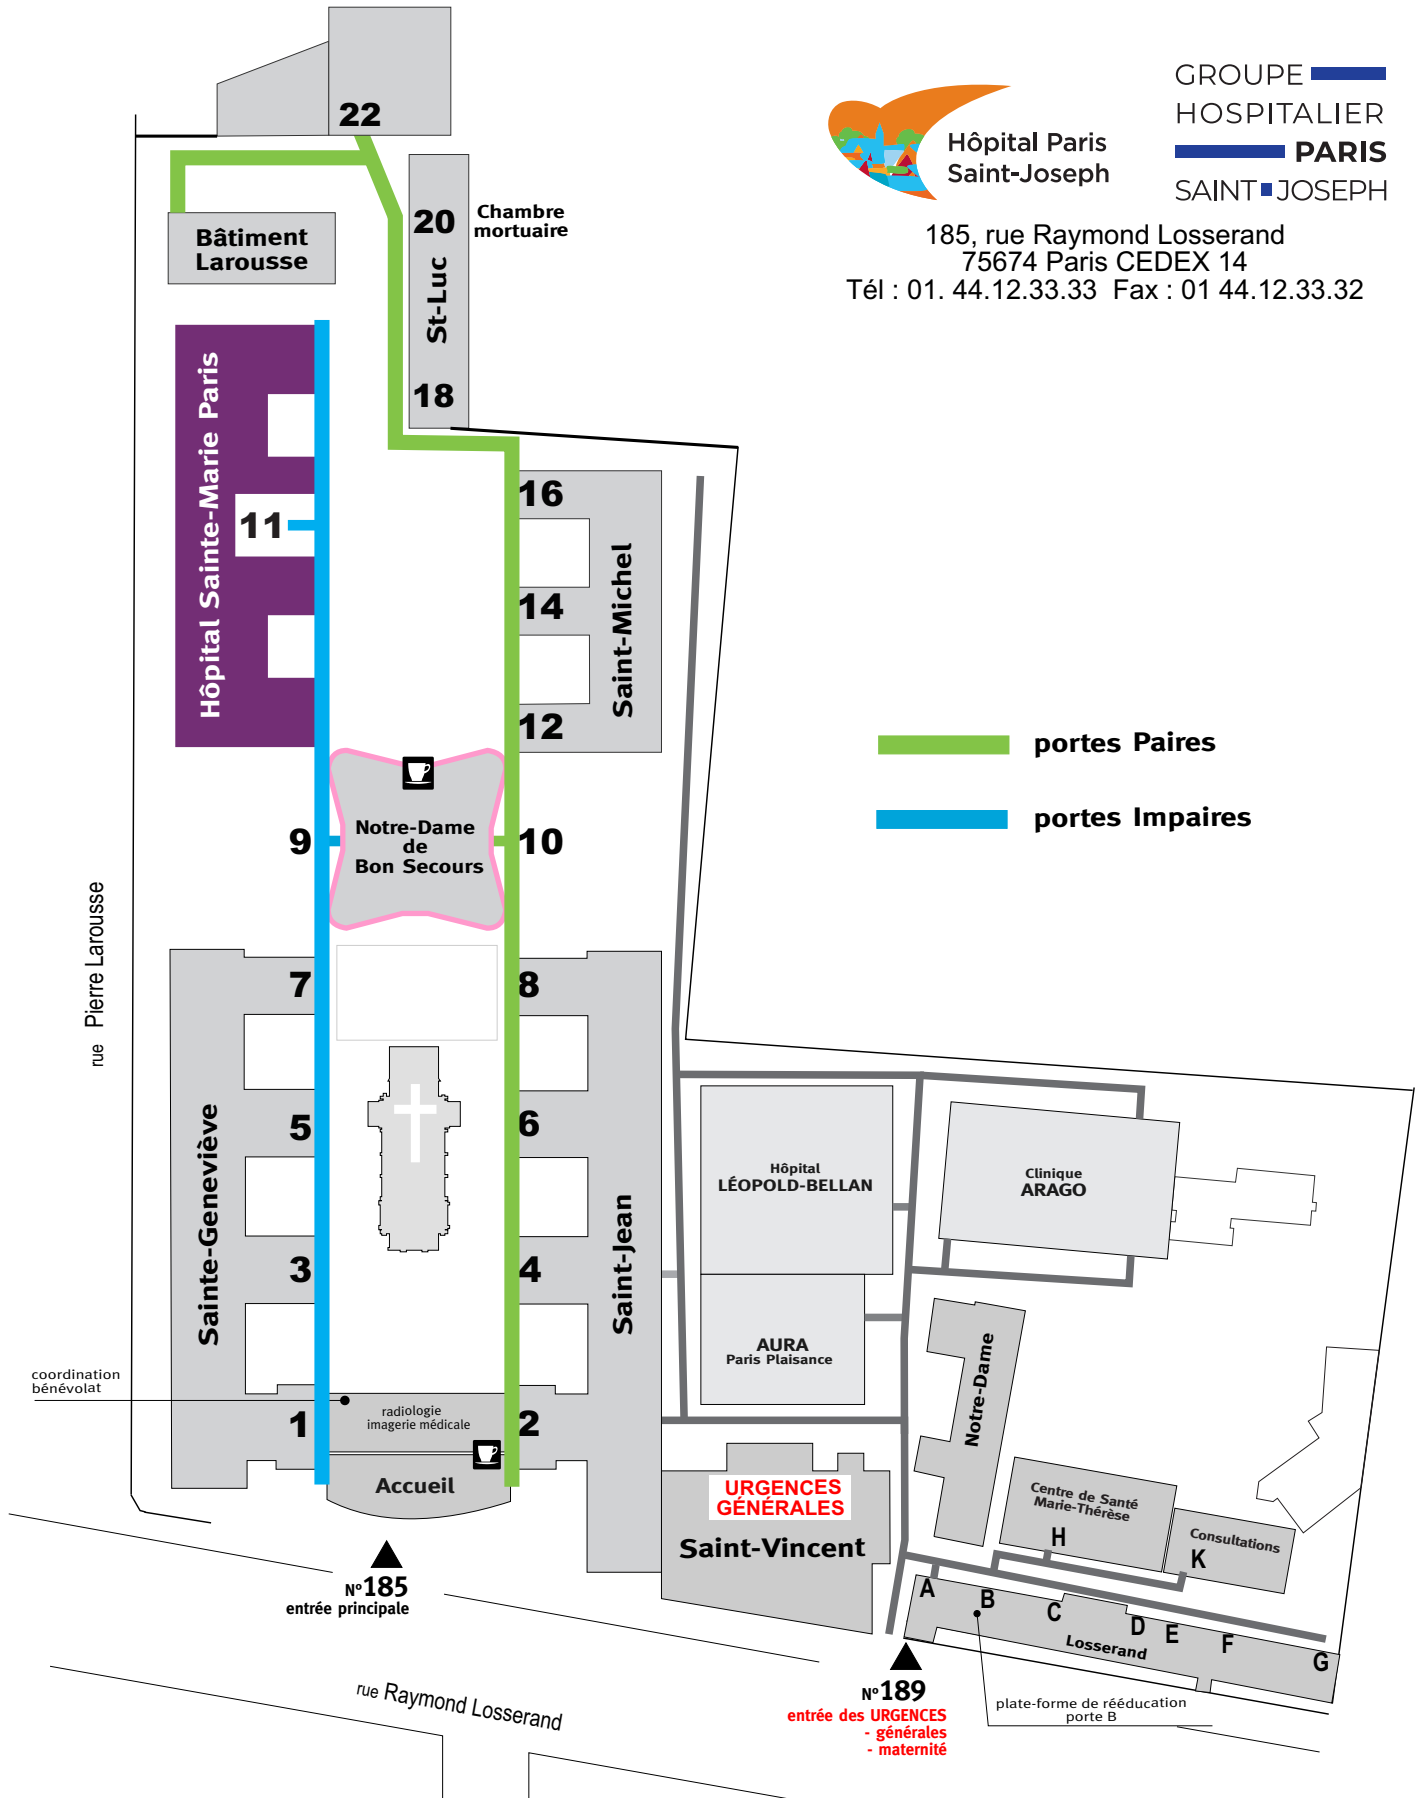 22
GROUPE
HOSPITALIER
PARIS
SAINT JOSEPH
Hôpital Paris
Saint-Joseph
185, rue Raymond Losserand
75674 Paris CEDEX 14
Tél : 01. 44.12.33.33 Fax : 01 44.12.33.32
Bâtiment
Larousse
20
Chambre
mortuaire
St-Luc
18
Hôpital Sainte-Marie Paris
11
16
14
12
Saint-Michel
portes Paires
portes Impaires
9
Notre-Dame
de
Bon Secours
10
rue Pierre Larousse
7
8
5
6
3
4
Sainte-Geneviève
Saint-Jean
Hôpital
LÉOPOLD-BELLAN
Clinique
ARAGO
AURA
Paris Plaisance
Notre-Dame
coordination
bénévolat
1
radiologie
imagerie médicale
2
Accueil
URGENCES
GÉNÉRALES
Saint-Vincent
Centre de Santé
Marie-Thérèse
H
Consultations
K
A
B
C
D
E
F
G
Losserand
N°185
entrée principale
N°189
entrée des URGENCES
- générales
- maternité
plate-forme de rééducation
porte B
rue Raymond Losserand